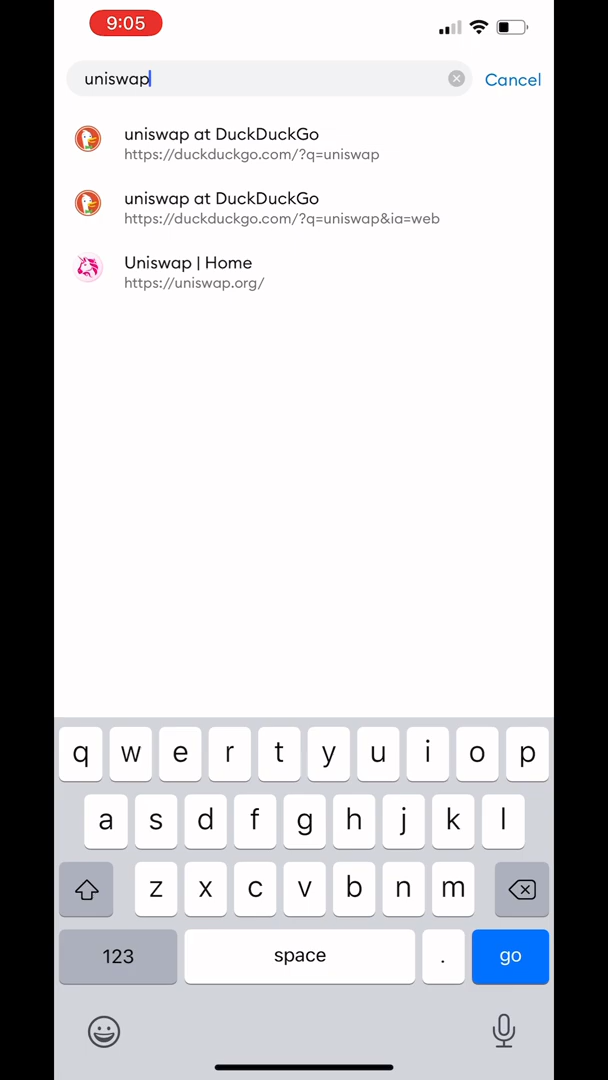 9:05
uniswap
Cancel
uniswap at DuckDuckGo
https://duckduckgo.com/?q=uniswap
uniswap at DuckDuckGo
https://duckduckgo.com/?q=uniswap&ia=web
Uniswap | Home
https://uniswap.org/
q w e r t y u i o p
a s d f g h j k l
z x c v b n m
123 space . go